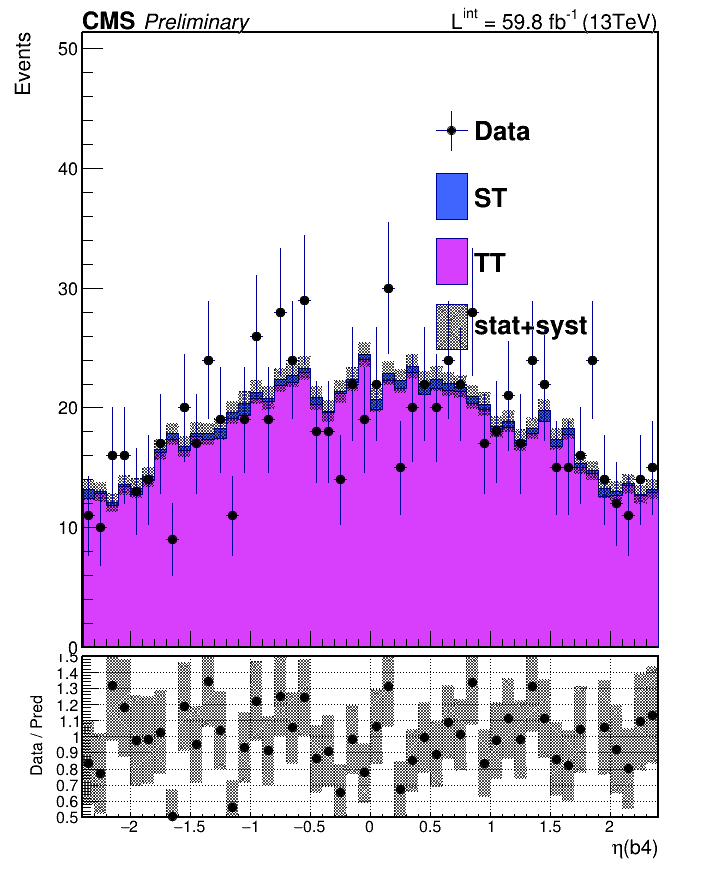 CMS Preliminary
L^int = 59.8 fb^-1 (13TeV)
Events
50
40
30
20
10
0
Data
ST
TT
stat+syst
Data / Pred
1.5
1.4
1.3
1.2
1.1
1
0.9
0.8
0.7
0.6
0.5
−2 −1.5 −1 −0.5 0 0.5 1 1.5 2
η(b4)